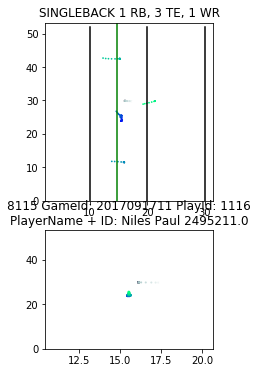 SINGLEBACK 1 RB, 3 TE, 1 WR
50
40
30
20
10
0
10 20 30
8115 GameId: 2017091711 PlayId: 1116
PlayerName + ID: Niles Paul 2495211.0
40
20
0
12.5 15.0 17.5 20.0